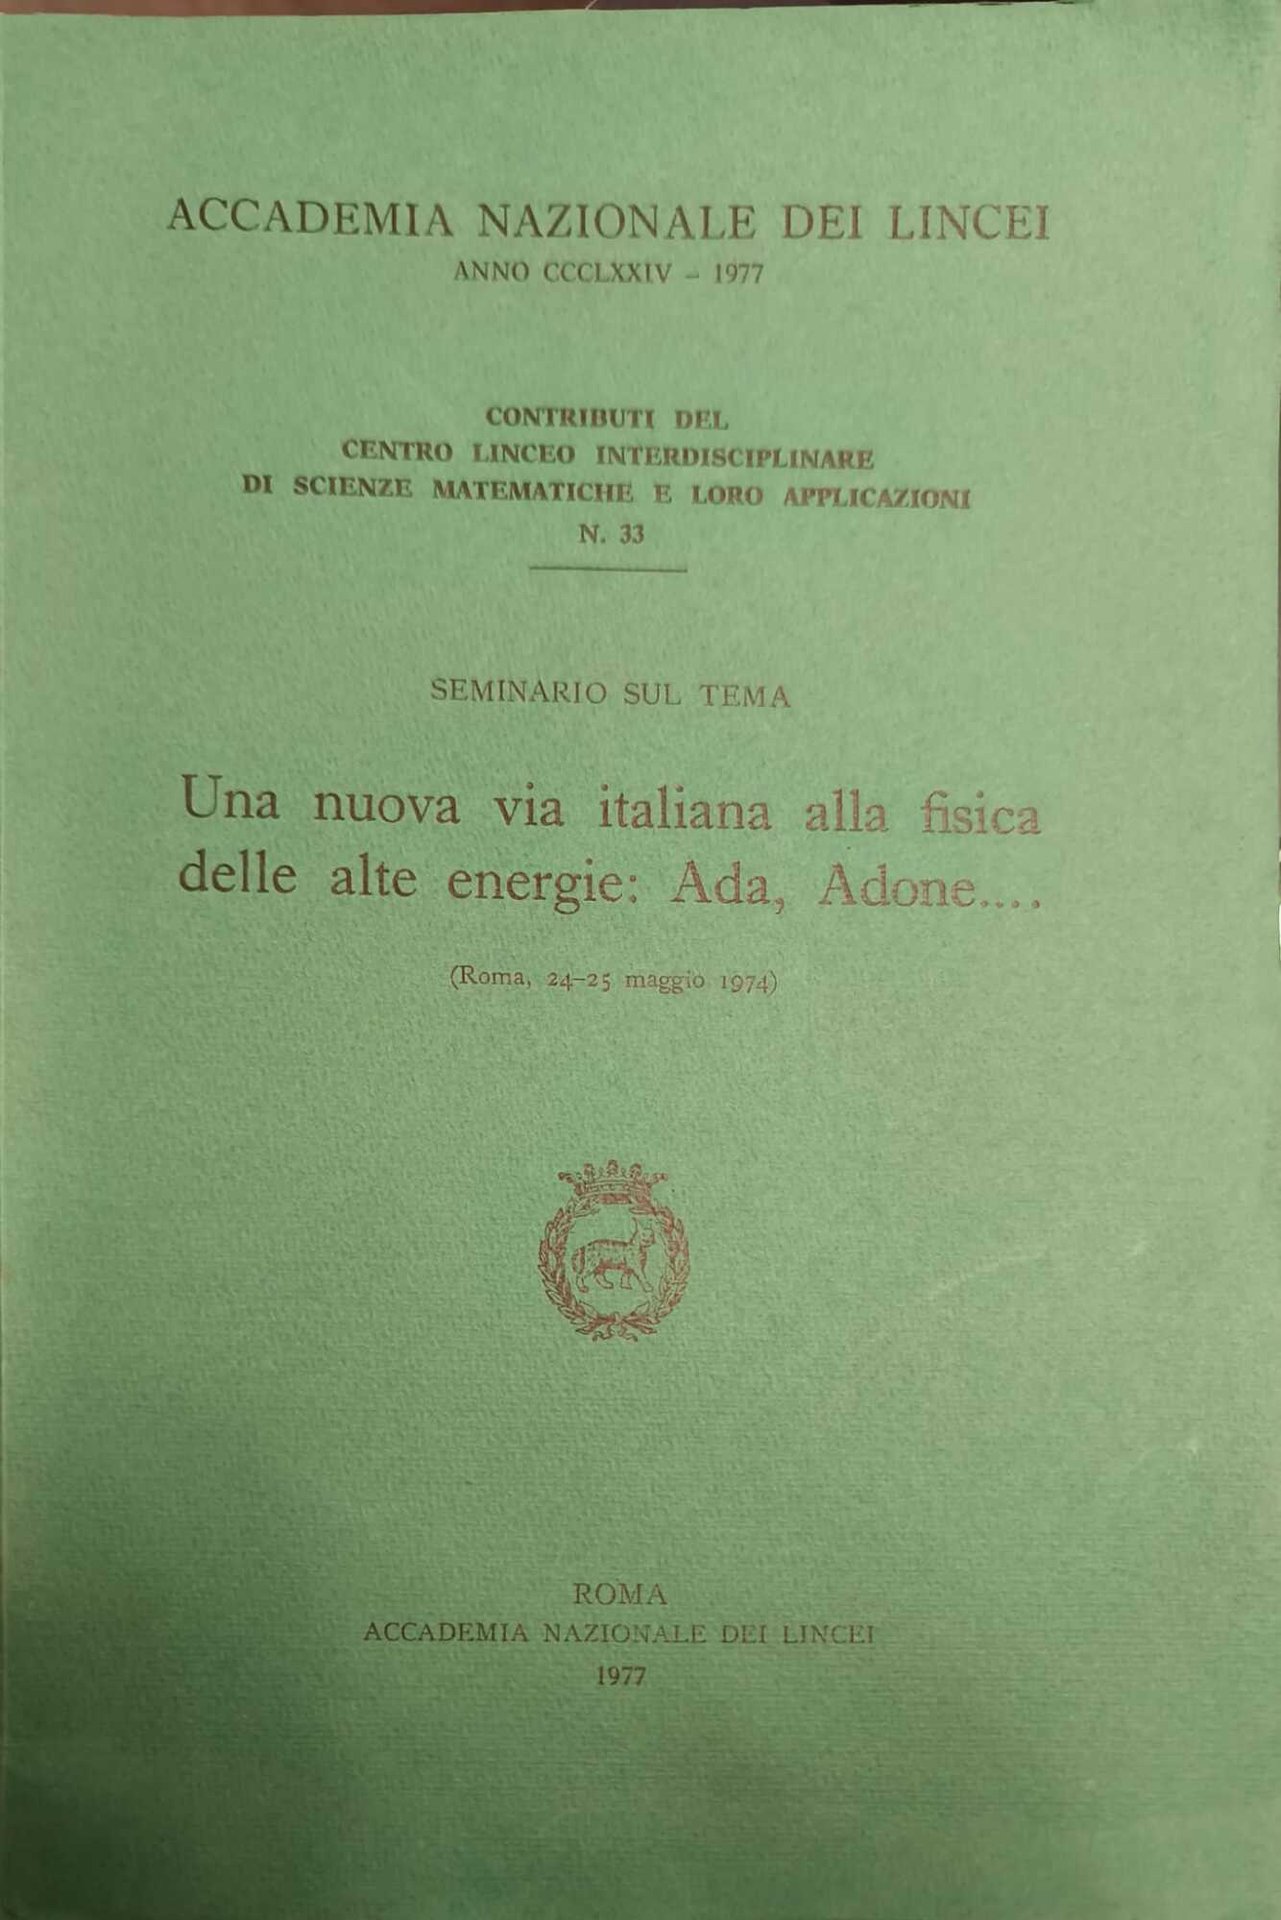 ACCADEMIA NAZIONALE DEI LINCEI
ANNO CCCLXXIV – 1977
CONTRIBUTI DEL
CENTRO LINCEO INTERDISCIPLINARE
DI SCIENZE MATEMATICHE E LORO APPLICAZIONI
N. 33
SEMINARIO SUL TEMA
Una nuova via italiana alla fisica
delle alte energie: Ada, Adone....
(Roma, 24–25 maggio 1974)
ROMA
ACCADEMIA NAZIONALE DEI LINCEI
1977